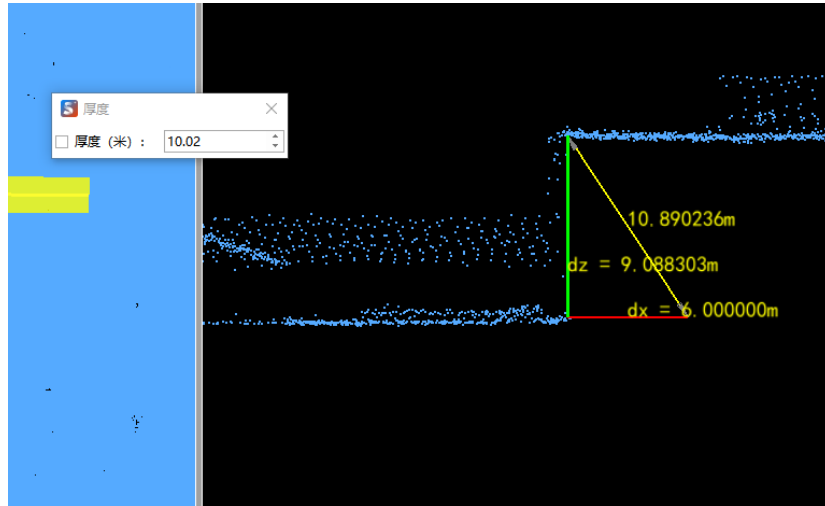 厚度
厚度（米）： 10.02
10.890236m
dz = 9.088303m
dx = 6.000000m